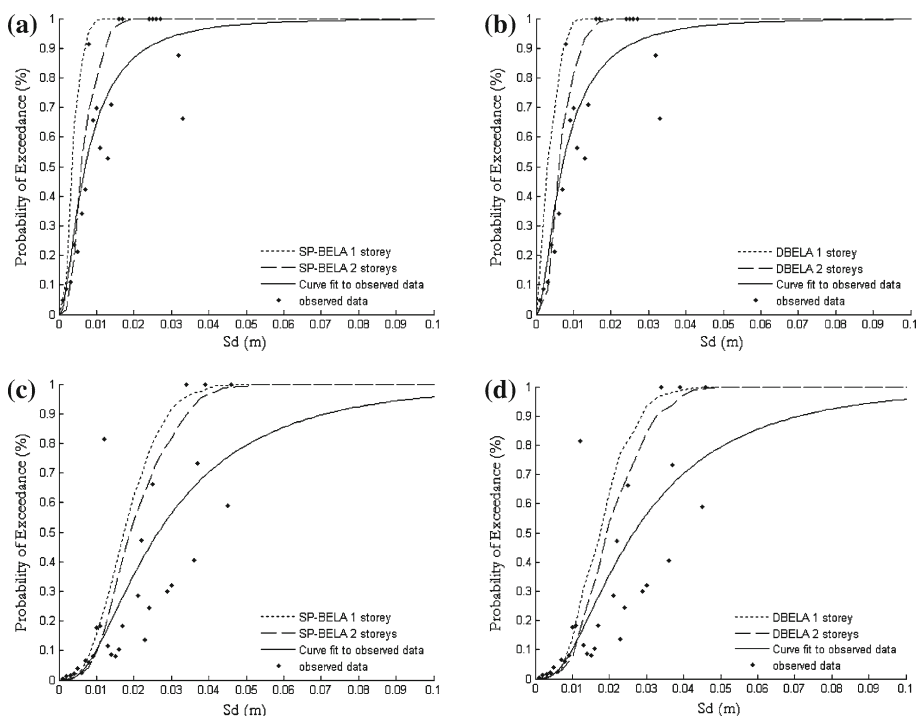 (a)
Probability of Exceedance (%)
1
0.9
0.8
0.7
0.6
0.5
0.4
0.3
0.2
0.1
0
SP-BELA 1 storey
SP-BELA 2 storeys
Curve fit to observed data
observed data
0 0.01 0.02 0.03 0.04 0.05 0.06 0.07 0.08 0.09 0.1
Sd (m)
(b)
Probability of Exceedance (%)
1
0.9
0.8
0.7
0.6
0.5
0.4
0.3
0.2
0.1
0
DBELA 1 storey
DBELA 2 storeys
Curve fit to observed data
observed data
0 0.01 0.02 0.03 0.04 0.05 0.06 0.07 0.08 0.09 0.1
Sd (m)
(c)
Probability of Exceedance (%)
1
0.9
0.8
0.7
0.6
0.5
0.4
0.3
0.2
0.1
0
SP-BELA 1 storey
SP-BELA 2 storeys
Curve fit to observed data
observed data
0 0.01 0.02 0.03 0.04 0.05 0.06 0.07 0.08 0.09 0.1
Sd (m)
(d)
Probability of Exceedance (%)
1
0.9
0.8
0.7
0.6
0.5
0.4
0.3
0.2
0.1
0
DBELA 1 storey
DBELA 2 storeys
Curve fit to observed data
observed data
0 0.01 0.02 0.03 0.04 0.05 0.06 0.07 0.08 0.09 0.1
Sd (m)